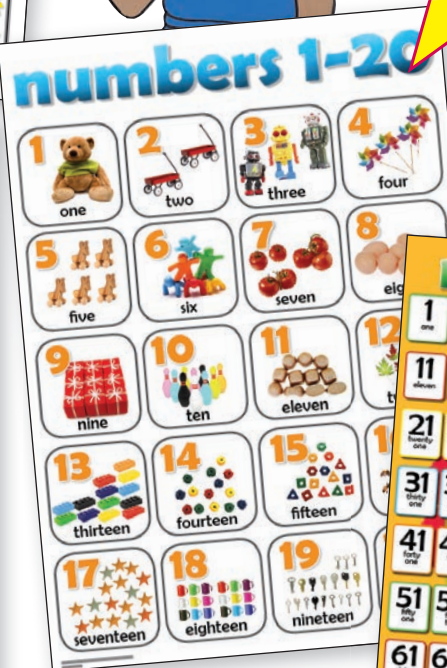 numbers 1-20
1 2 3 4
one two three four
5 6 7 8
five six seven
9 10 11 12
nine ten eleven
13 14 15
thirteen fourteen fifteen
17 18 19
seventeen eighteen nineteen
1
one
11
eleven
21
twenty
one
31
thirty
one
41
forty
one
51
fifty
one
61